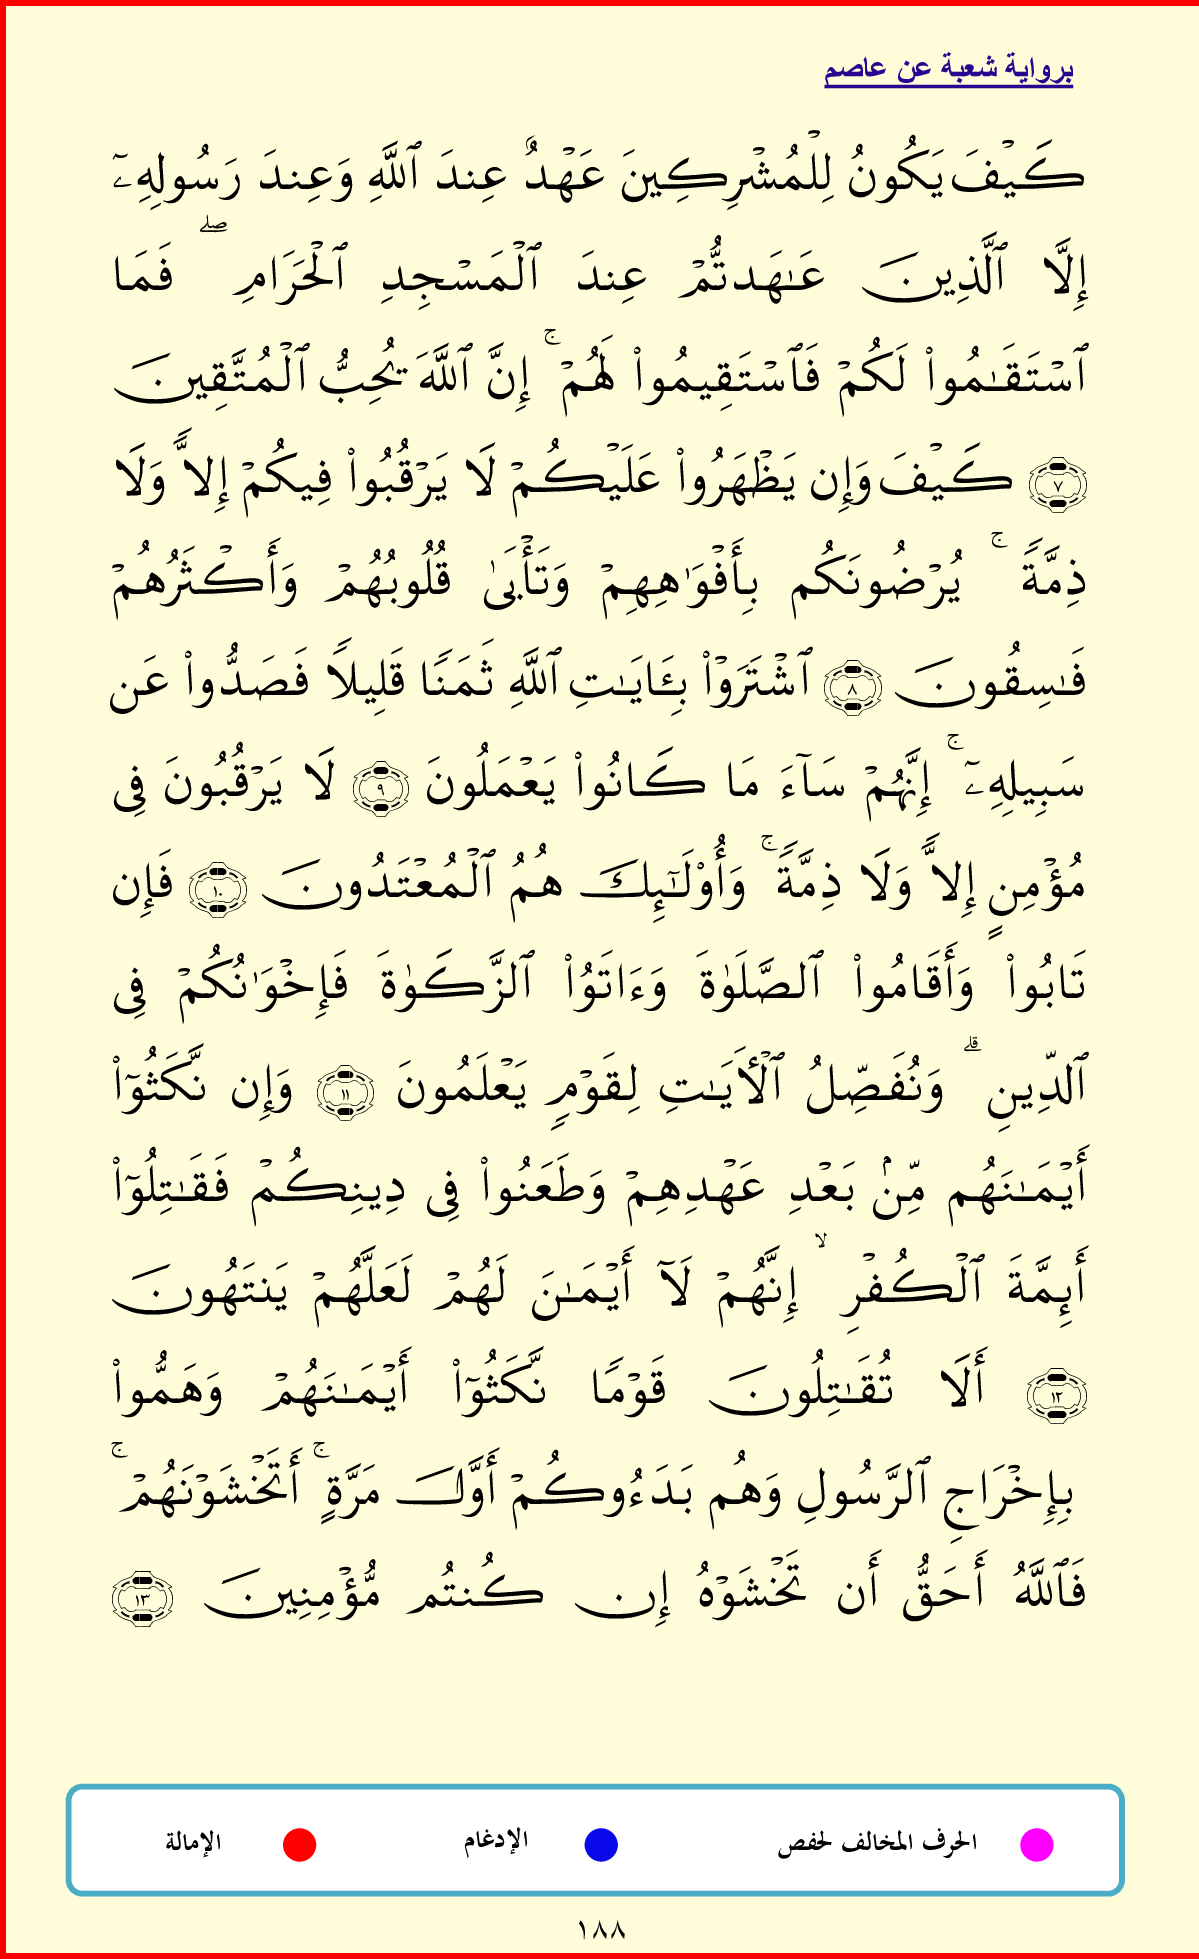 برواية شعبة عن عاصم
كَيۡفَ يَكُونُ لِلۡمُشۡرِكِينَ عَهۡدٌ عِندَ ٱللَّهِ وَعِندَ رَسُولِهِۦٓ
إِلَّا ٱلَّذِينَ عَـٰهَدتُّمۡ عِندَ ٱلۡمَسۡجِدِ ٱلۡحَرَامِۖ فَمَا
ٱسۡتَقَـٰمُواْ لَكُمۡ فَٱسۡتَقِيمُواْ لَهُمۡۚ إِنَّ ٱللَّهَ يُحِبُّ ٱلۡمُتَّقِينَ
٧ كَيۡفَ وَإِن يَظۡهَرُواْ عَلَيۡكُمۡ لَا يَرۡقُبُواْ فِيكُمۡ إِلّٗا وَلَا
ذِمَّةٗۚ يُرۡضُونَكُم بِأَفۡوَٰهِهِمۡ وَتَأۡبَىٰ قُلُوبُهُمۡ وَأَكۡثَرُهُمۡ
فَـٰسِقُونَ ٨ ٱشۡتَرَوۡاْ بِـَٔايَـٰتِ ٱللَّهِ ثَمَنٗا قَلِيلٗا فَصَدُّواْ عَن
سَبِيلِهِۦٓۚ إِنَّهُمۡ سَآءَ مَا كَانُواْ يَعۡمَلُونَ ٩ لَا يَرۡقُبُونَ فِى
مُؤۡمِنٍ إِلّٗا وَلَا ذِمَّةٗۚ وَأُوْلَـٰٓئِكَ هُمُ ٱلۡمُعۡتَدُونَ ١٠ فَإِن
تَابُواْ وَأَقَامُواْ ٱلصَّلَوٰةَ وَءَاتَوُاْ ٱلزَّكَوٰةَ فَإِخۡوَٰنُكُمۡ فِى
ٱلدِّينِۗ وَنُفَصِّلُ ٱلۡأَيَـٰتِ لِقَوۡمٖ يَعۡلَمُونَ ١١ وَإِن نَّكَثُوٓاْ
أَيۡمَـٰنَهُم مِّنۢ بَعۡدِ عَهۡدِهِمۡ وَطَعَنُواْ فِى دِينِكُمۡ فَقَـٰتِلُوٓاْ
أَئِمَّةَ ٱلۡكُفۡرِۙ إِنَّهُمۡ لَآ أَيۡمَـٰنَ لَهُمۡ لَعَلَّهُمۡ يَنتَهُونَ
١٢ أَلَا تُقَـٰتِلُونَ قَوۡمٗا نَّكَثُوٓاْ أَيۡمَـٰنَهُمۡ وَهَمُّواْ
بِإِخۡرَاجِ ٱلرَّسُولِ وَهُم بَدَءُوكُمۡ أَوَّلَ مَرَّةٍۚ أَتَخۡشَوۡنَهُمۡۚ
فَٱللَّهُ أَحَقُّ أَن تَخۡشَوۡهُ إِن كُنتُم مُّؤۡمِنِينَ ١٣
الحرف المخالف لحفص الإدغام الإمالة
١٨٨